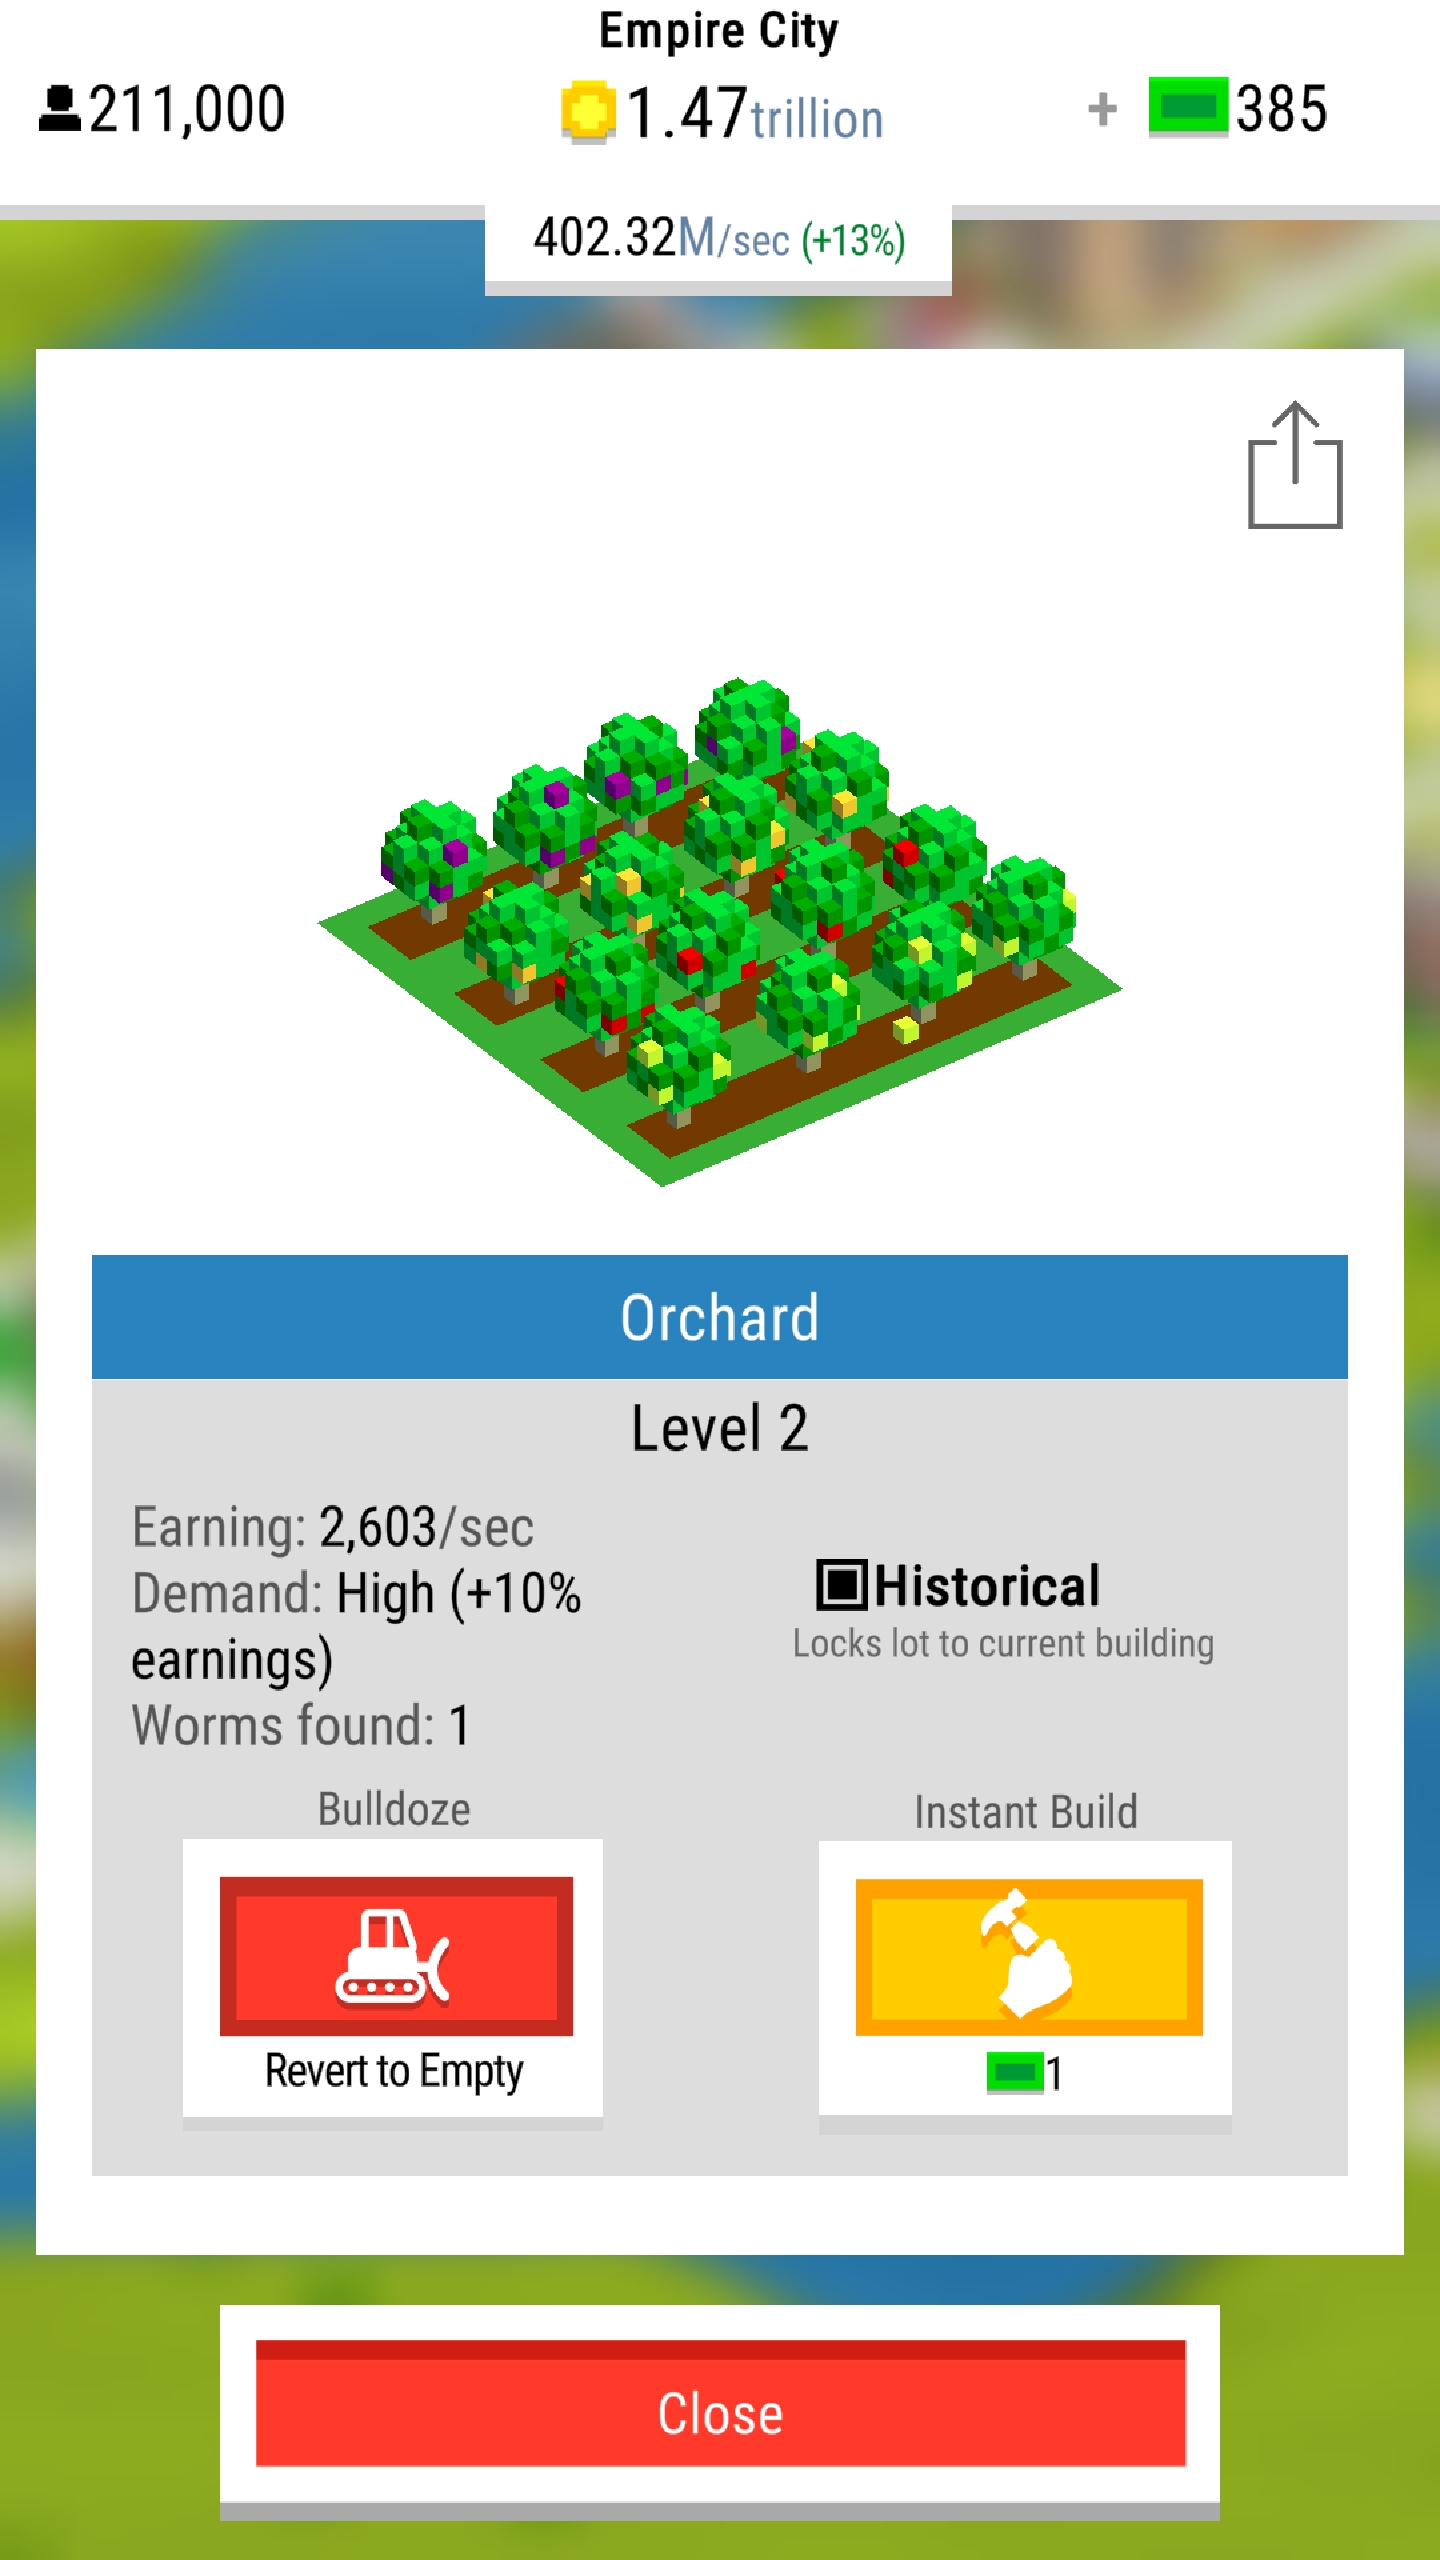 Empire City
211,000
1.47trillion
+ 385
402.32M/sec (+13%)
Orchard
Level 2
Earning: 2,603/sec
Demand: High (+10%
earnings)
Worms found: 1
Historical
Locks lot to current building
Bulldoze
Revert to Empty
Instant Build
1
Close